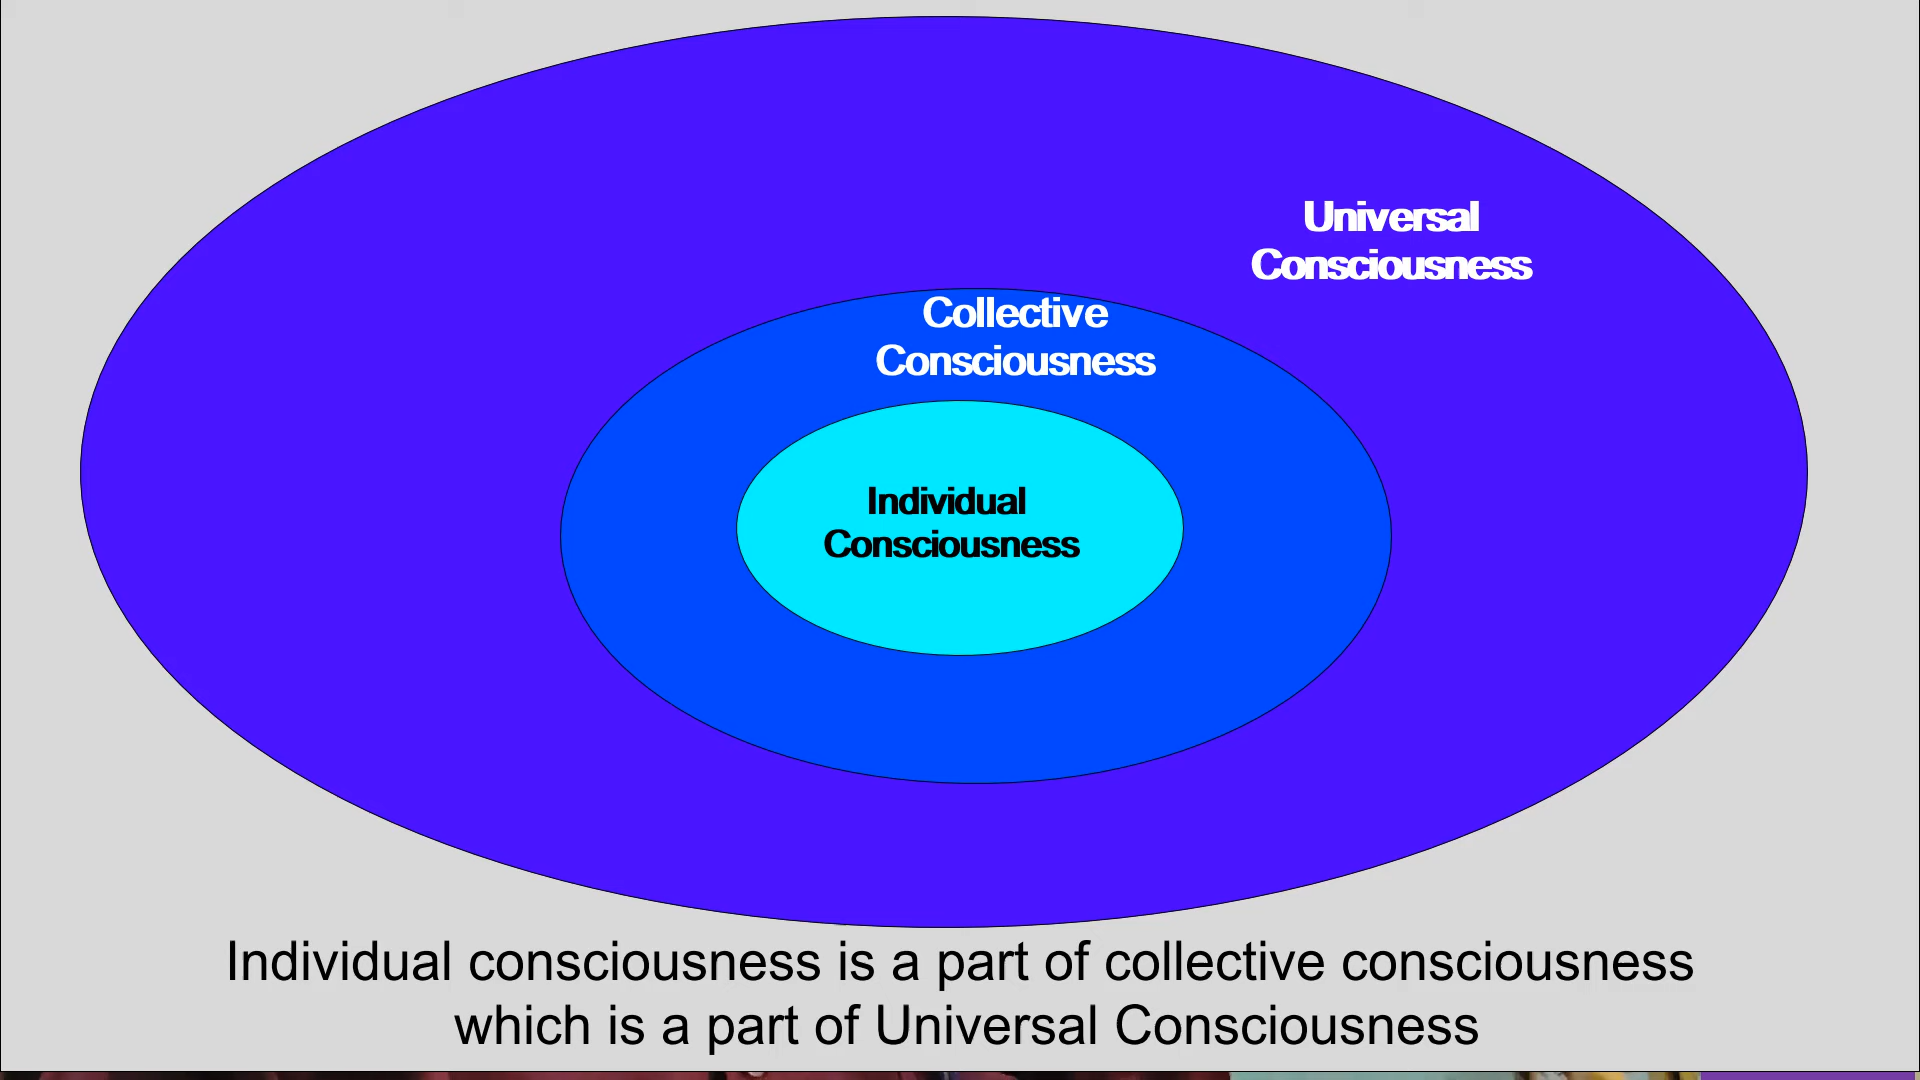 Universal
Consciousness
Collective
Consciousness
Individual
Consciousness
Individual consciousness is a part of collective consciousness
which is a part of Universal Consciousness